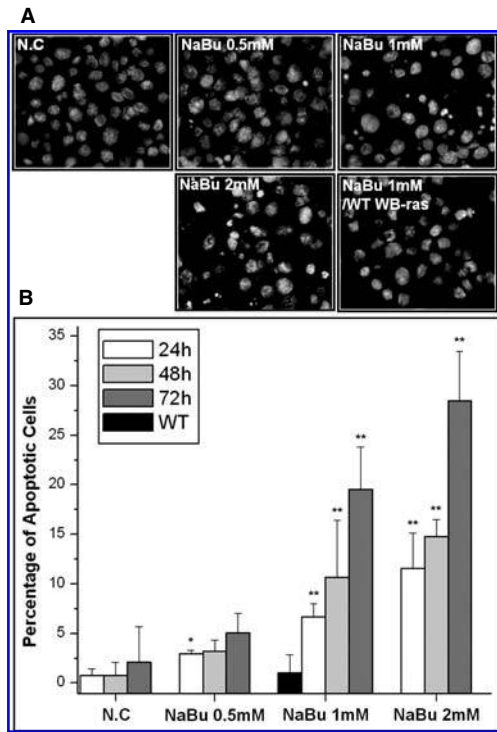 A
N.C
NaBu 0.5mM
NaBu 1mM
NaBu 2mM
NaBu 1mM
/WT WB-ras
B
Percentage of Apoptotic Cells
35
30
25
20
15
10
5
0
24h
48h
72h
WT
*
**
**
**
**
**
**
N.C
NaBu 0.5mM
NaBu 1mM
NaBu 2mM